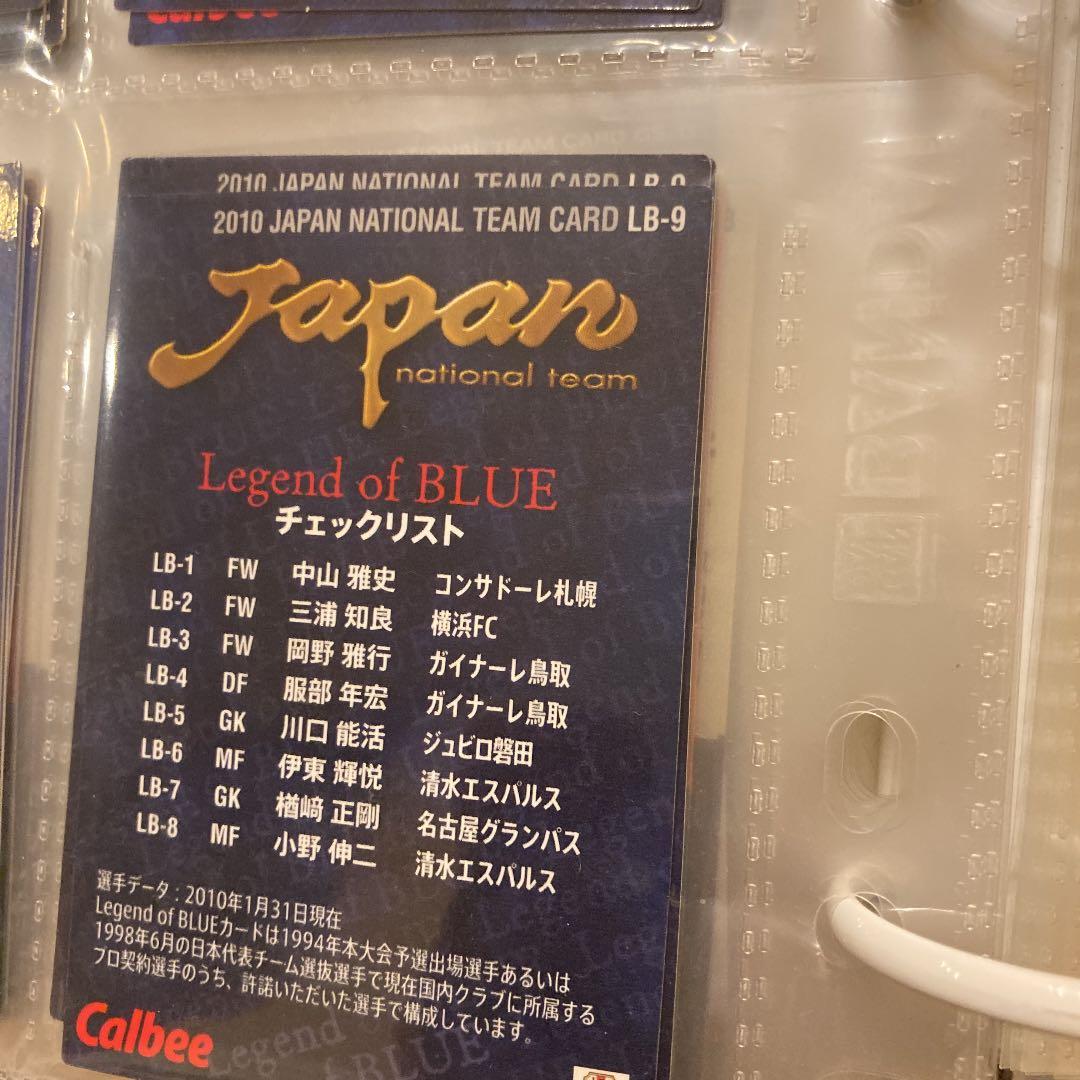 Calbee
2010 JAPAN NATIONAL TEAM CARD LB-9
2010 JAPAN NATIONAL TEAM CARD LB-9
Japan
national team
Legend of BLUE
チェックリスト
LB-1 FW 中山 雅史 コンサドーレ札幌
LB-2 FW 三浦 知良 横浜FC
LB-3 FW 岡野 雅行 ガイナーレ鳥取
LB-4 DF 服部 年宏 ガイナーレ鳥取
LB-5 GK 川口 能活 ジュビロ磐田
LB-6 MF 伊東 輝悦 清水エスパルス
LB-7 GK 楢﨑 正剛 名古屋グランパス
LB-8 MF 小野 伸二 清水エスパルス
選手データ：2010年1月31日現在
Legend of BLUEカードは1994年本大会予選出場選手あるいは
1998年6月の日本代表チーム選抜選手で現在国内クラブに所属する
プロ契約選手のうち、許諾いただいた選手で構成しています。
Calbee